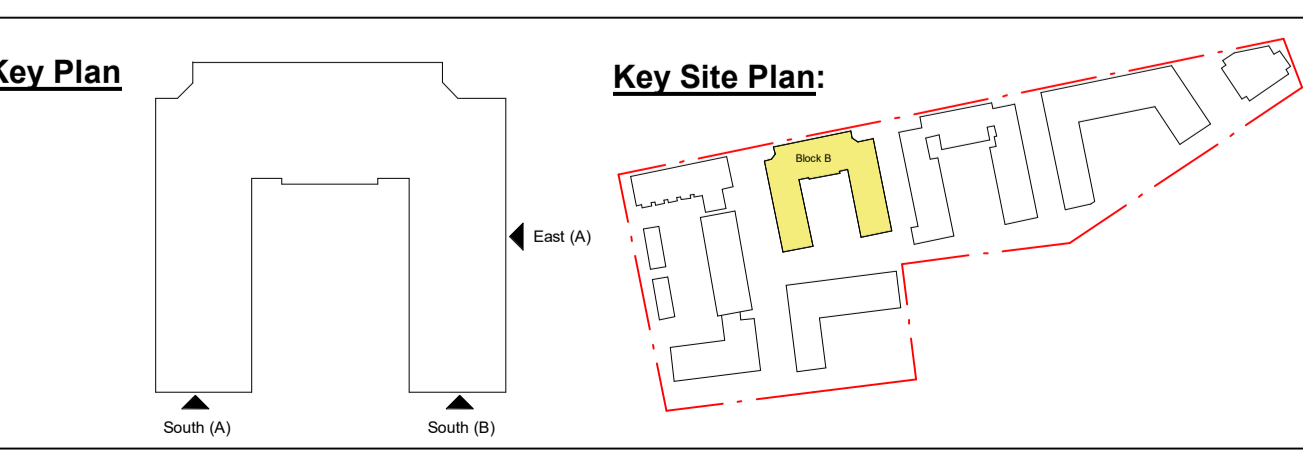 Key Plan
Key Site Plan:
Block B
East (A)
South (A)
South (B)